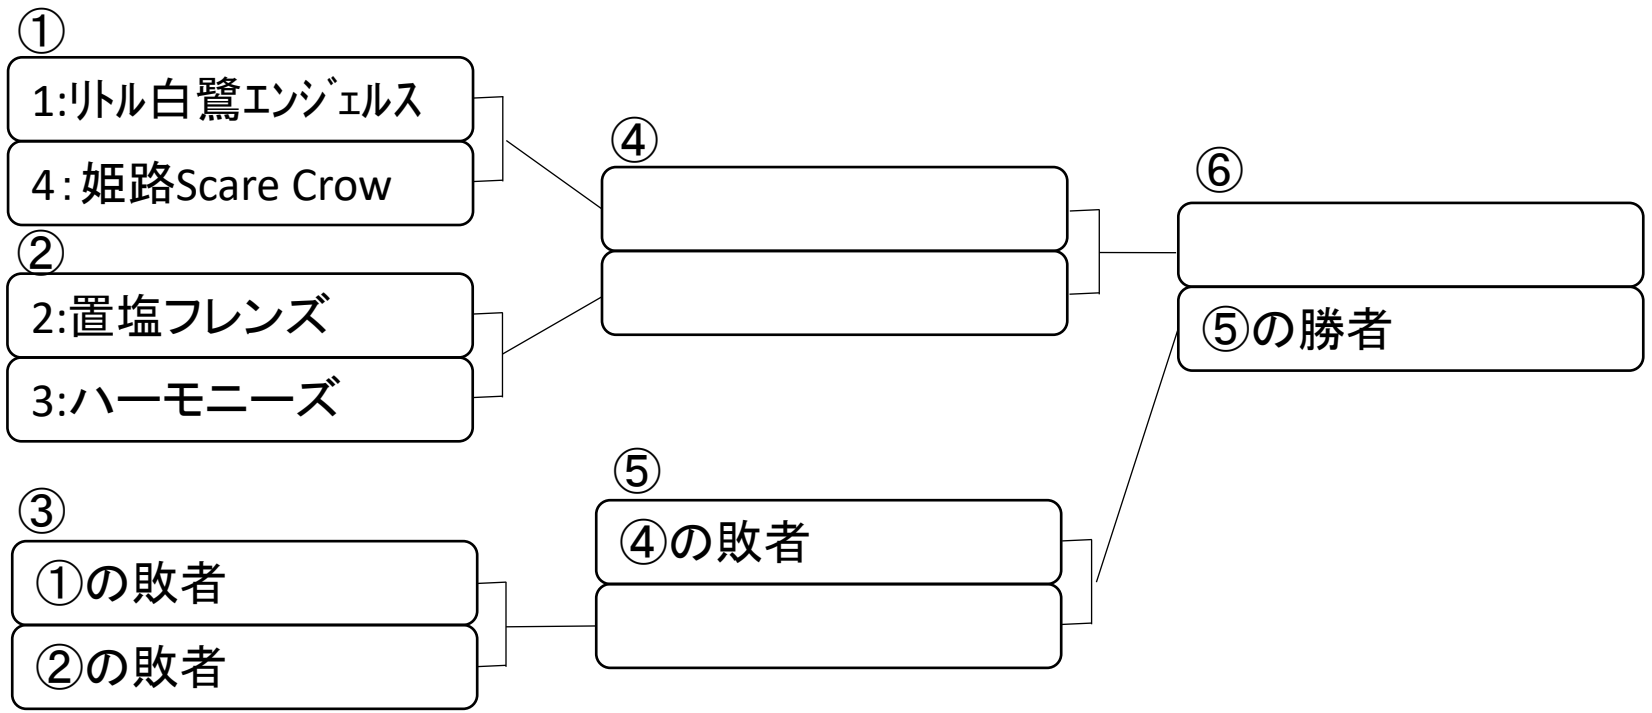 ①
1:ﾘﾄﾙ白鷺ｴﾝｼﾞｪﾙｽ
4：姫路Scare Crow
②
2:置塩フレンズ
3:ハーモニーズ
③
①の敗者
②の敗者
④
⑤
④の敗者
⑥
⑤の勝者